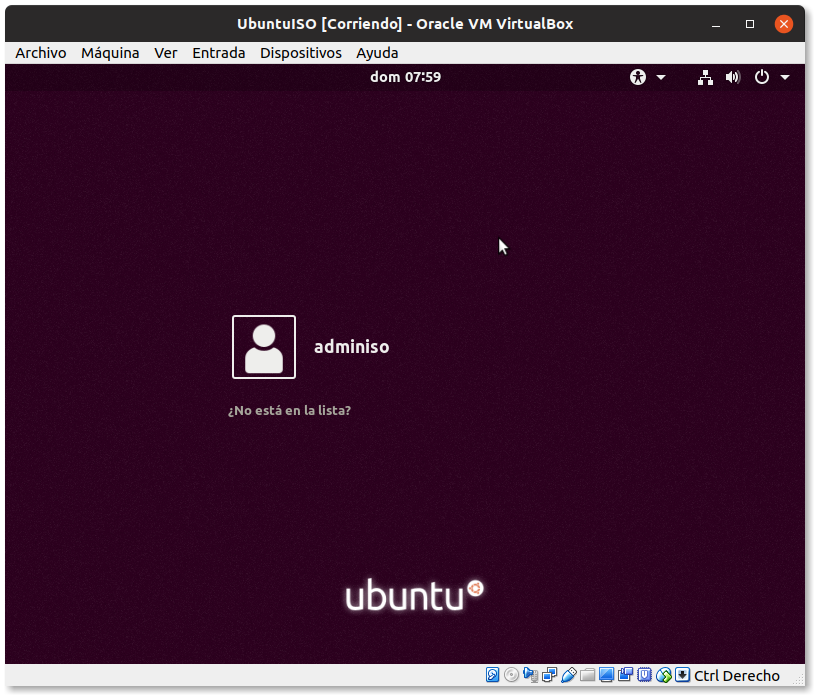 UbuntuISO [Corriendo] - Oracle VM VirtualBox
Archivo Máquina Ver Entrada Dispositivos Ayuda
dom 07:59
adminiso
¿No está en la lista?
ubuntu
Ctrl Derecho